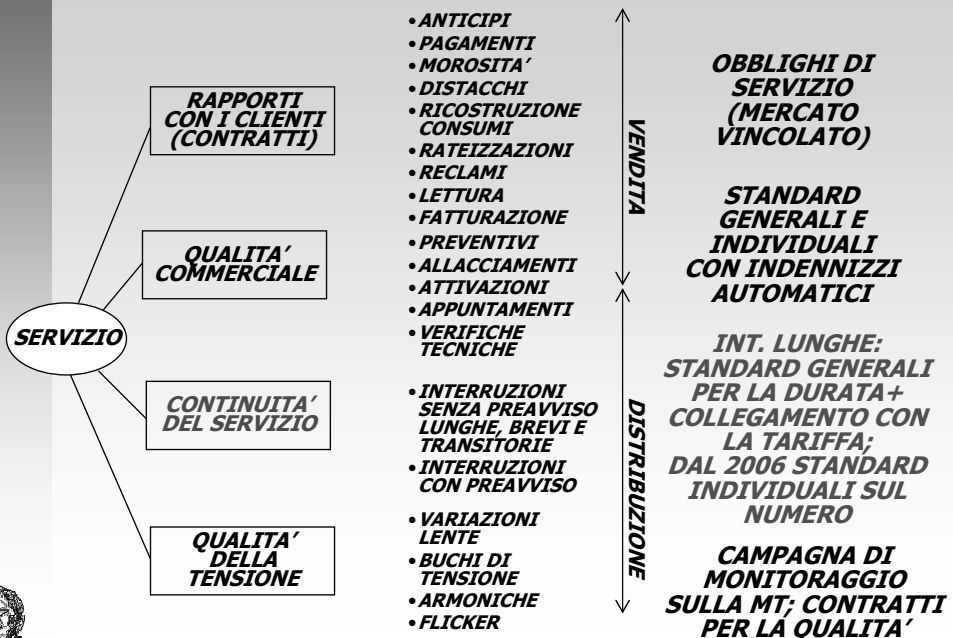 SERVIZIO
RAPPORTI
CON I CLIENTI
(CONTRATTI)
QUALITA’
COMMERCIALE
CONTINUITA’
DEL SERVIZIO
QUALITA’
DELLA
TENSIONE
•ANTICIPI
•PAGAMENTI
•MOROSITA’
•DISTACCHI
•RICOSTRUZIONE
CONSUMI
•RATEIZZAZIONI
•RECLAMI
•LETTURA
•FATTURAZIONE
•PREVENTIVI
•ALLACCIAMENTI
•ATTIVAZIONI
•APPUNTAMENTI
•VERIFICHE
TECNICHE
•INTERRUZIONI
SENZA PREAVVISO
LUNGHE, BREVI E
TRANSITORIE
•INTERRUZIONI
CON PREAVVISO
•VARIAZIONI
LENTE
•BUCHI DI
TENSIONE
•ARMONICHE
•FLICKER
VENDITA
DISTRIBUZIONE
OBBLIGHI DI
SERVIZIO
(MERCATO
VINCOLATO)
STANDARD
GENERALI E
INDIVIDUALI
CON INDENNIZZI
AUTOMATICI
INT. LUNGHE:
STANDARD GENERALI
PER LA DURATA+
COLLEGAMENTO CON
LA TARIFFA;
DAL 2006 STANDARD
INDIVIDUALI SUL
NUMERO
CAMPAGNA DI
MONITORAGGIO
SULLA MT; CONTRATTI
PER LA QUALITA’